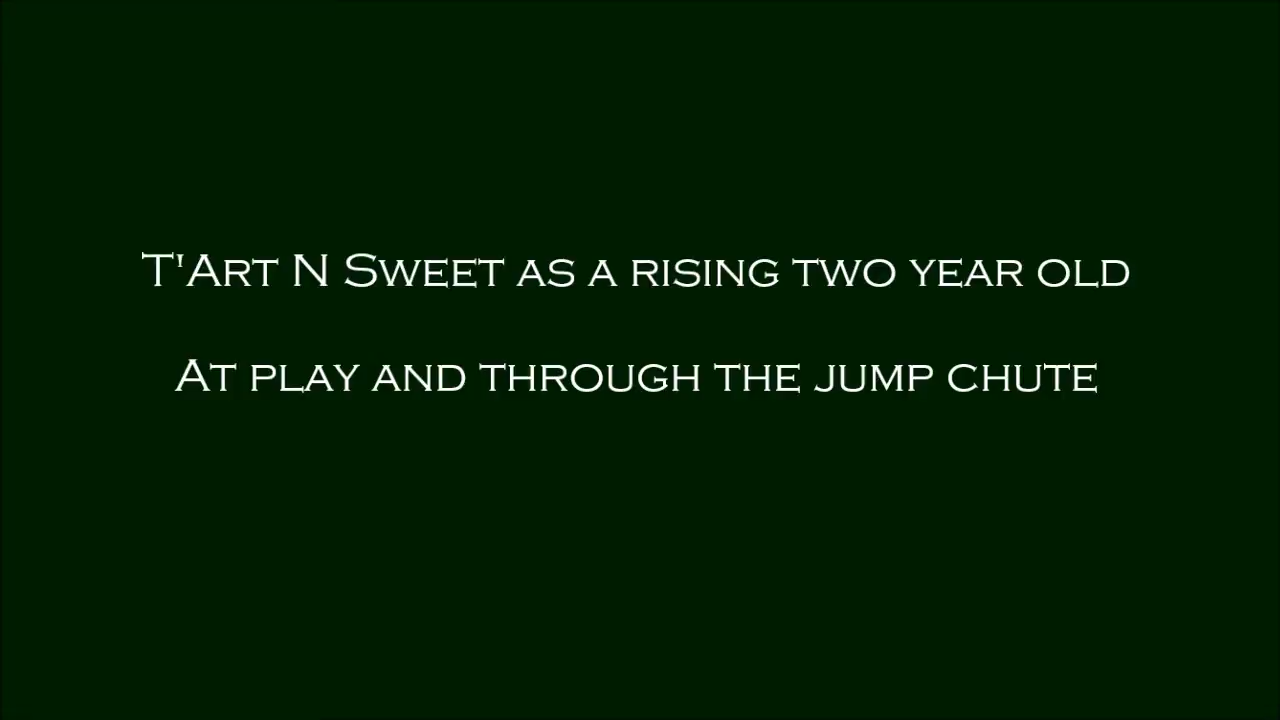 T'Art N Sweet as a rising two year old
At play and through the jump chute